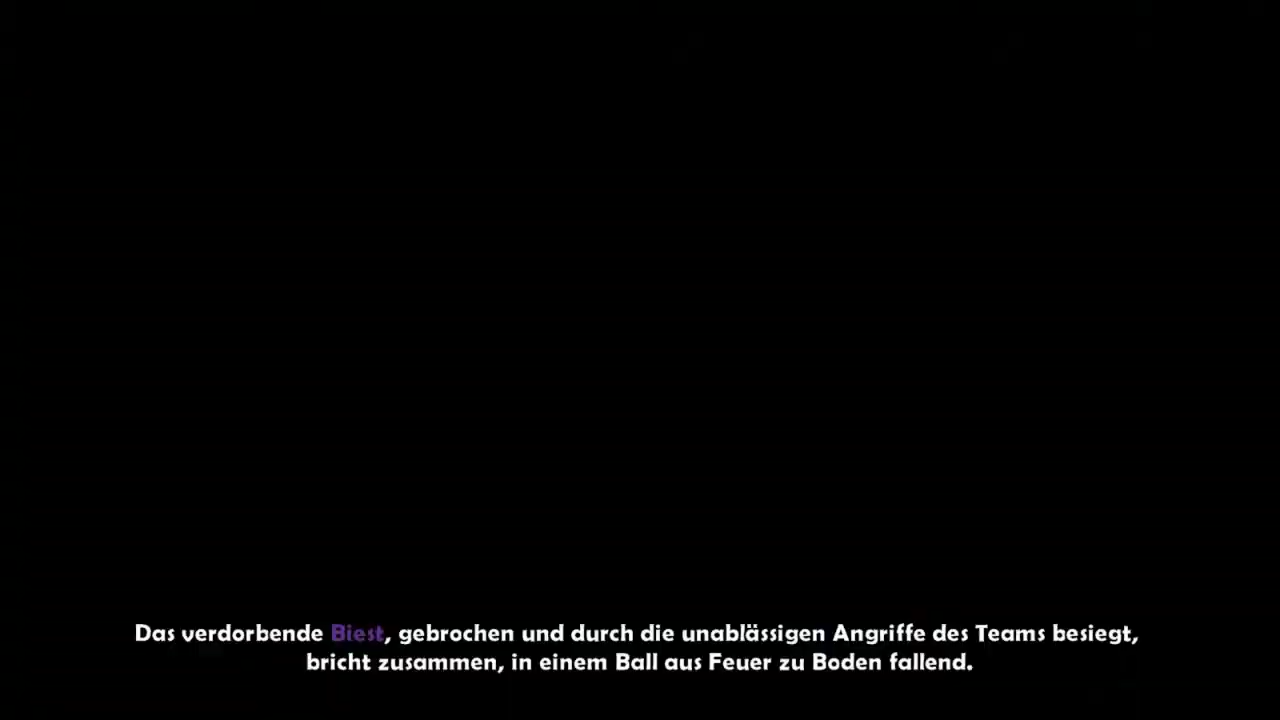 Das verdorbende Biest, gebrochen und durch die unablässigen Angriffe des Teams besiegt,
bricht zusammen, in einem Ball aus Feuer zu Boden fallend.